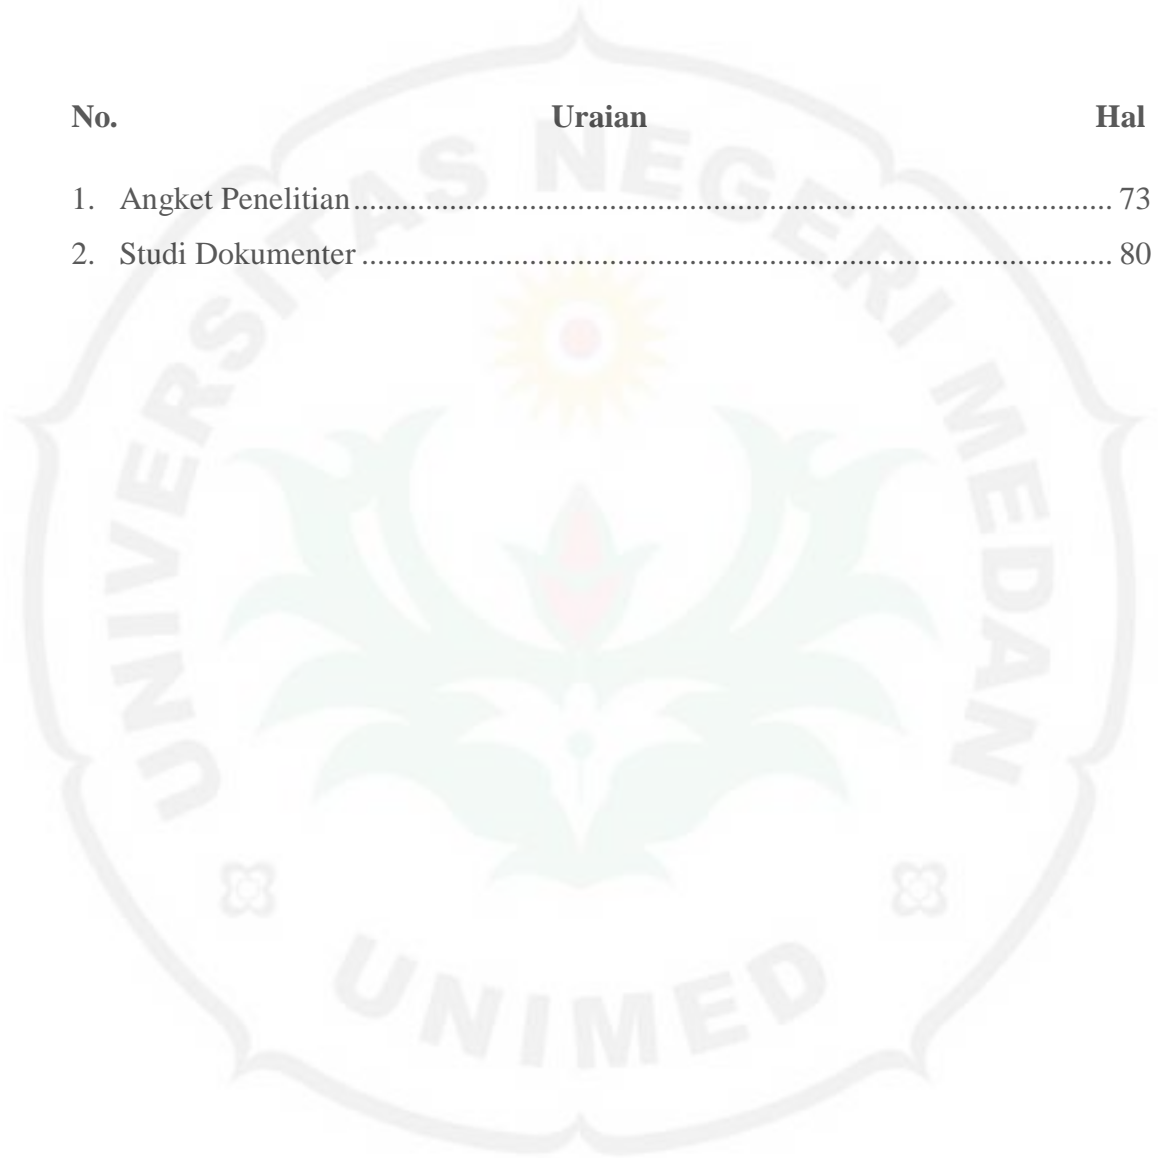 No. Uraian Hal
1. Angket Penelitian................................................................................................ 73
2. Studi Dokumenter ............................................................................................... 80
UNIVERSITAS NEGERI MEDAN
UNIMED